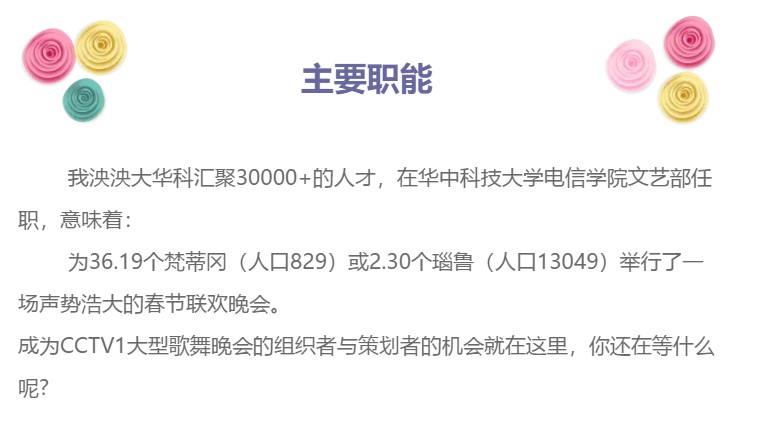 主要职能
我泱泱大华科汇聚30000+的人才，在华中科技大学电信学院文艺部任
职，意味着：
为36.19个梵蒂冈（人口829）或2.30个瑙鲁（人口13049）举行了一
场声势浩大的春节联欢晚会。
成为CCTV1大型歌舞晚会的组织者与策划者的机会就在这里，你还在等什么
呢？